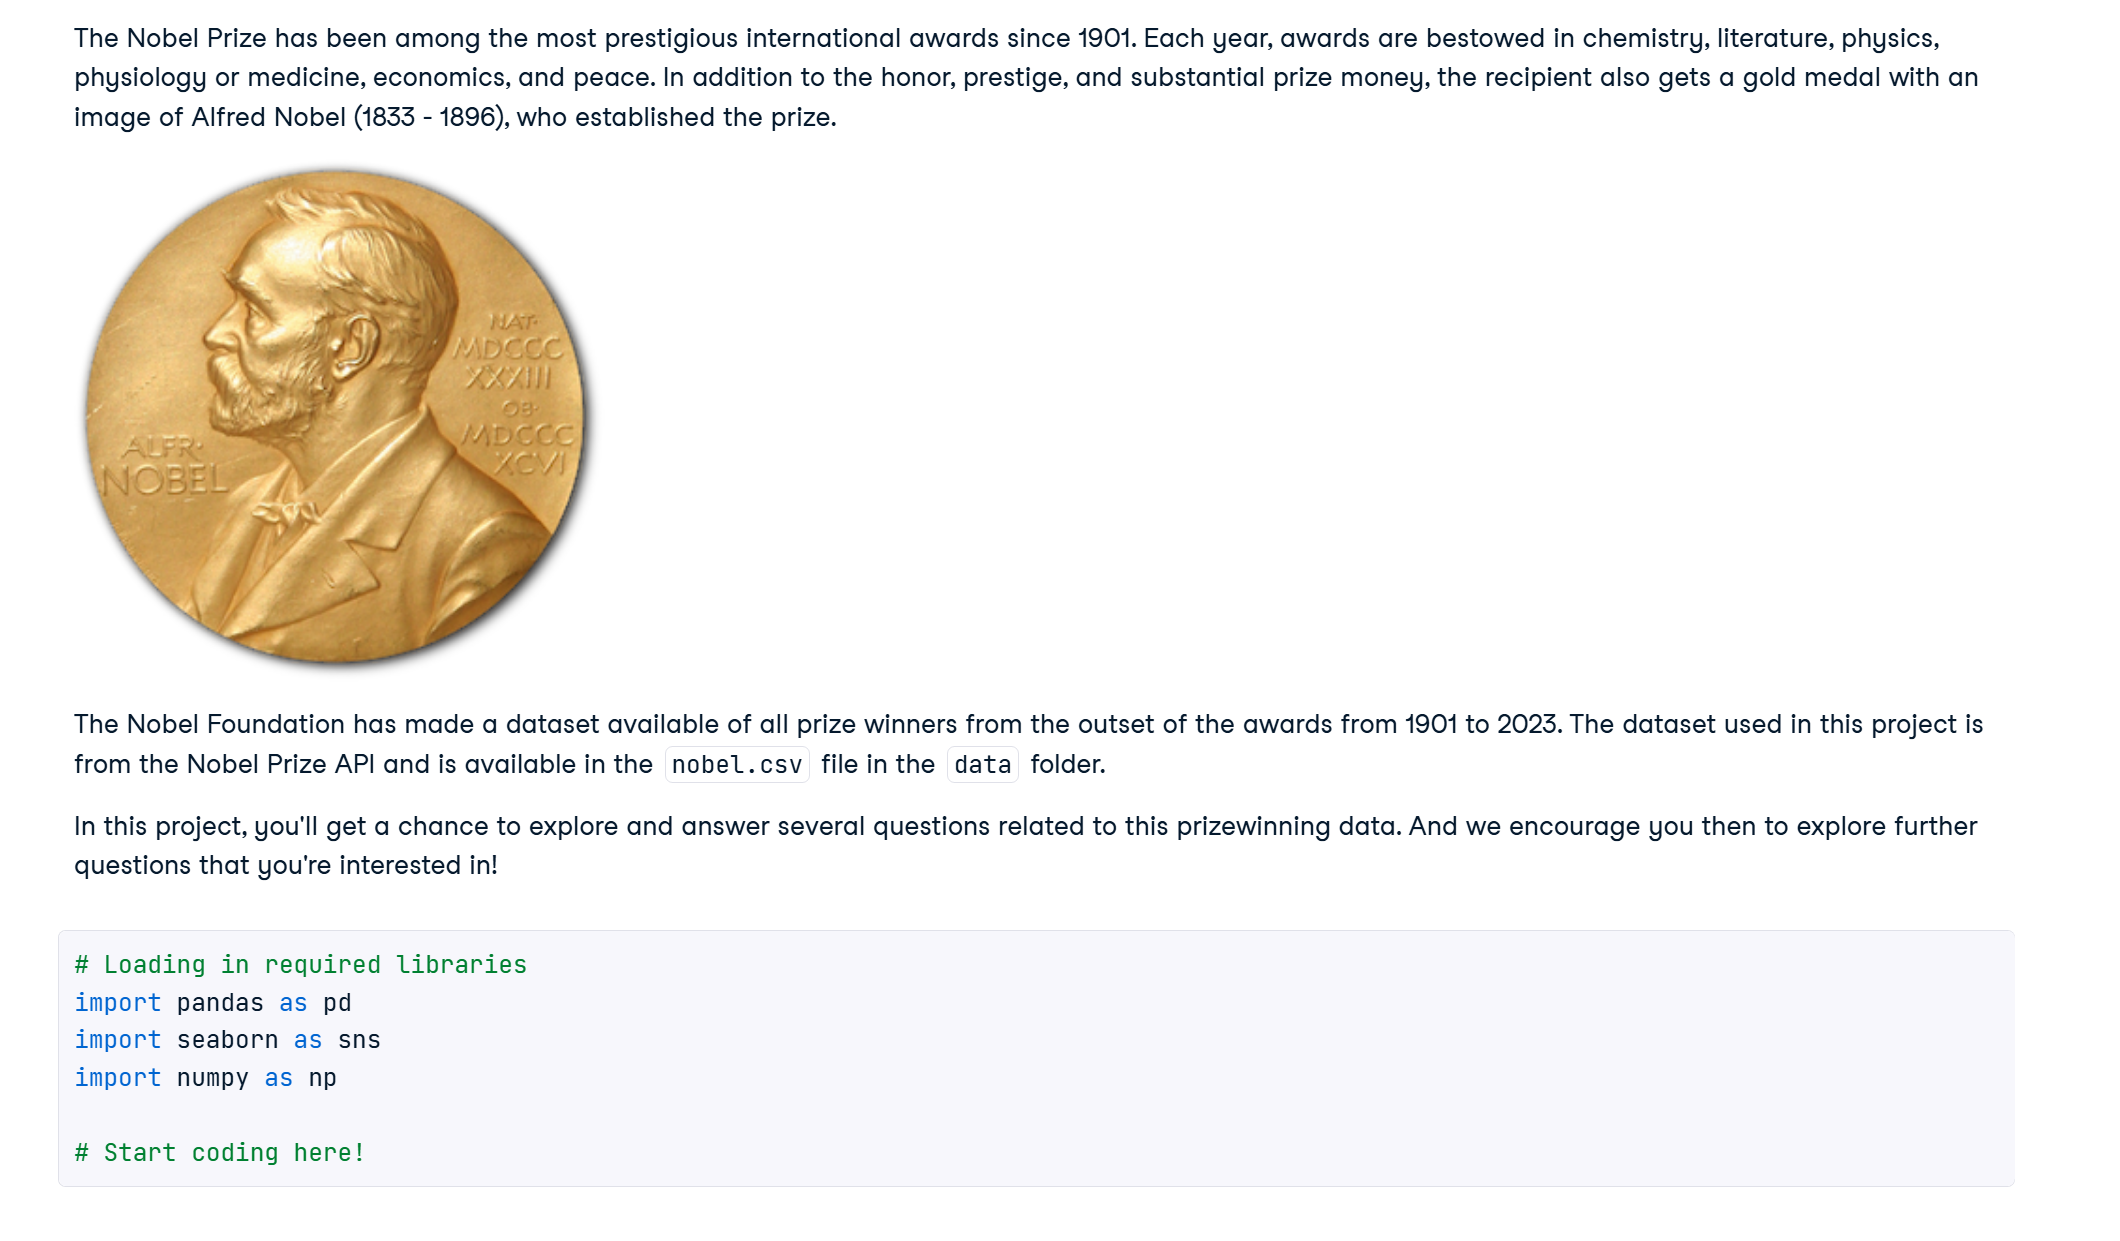 The Nobel Prize has been among the most prestigious international awards since 1901. Each year, awards are bestowed in chemistry, literature, physics,
physiology or medicine, economics, and peace. In addition to the honor, prestige, and substantial prize money, the recipient also gets a gold medal with an
image of Alfred Nobel (1833 - 1896), who established the prize.
NAT·
MDCCC
XXXIII
OB·
MDCCC
XCVI
ALFR·
NOBEL
The Nobel Foundation has made a dataset available of all prize winners from the outset of the awards from 1901 to 2023. The dataset used in this project is
from the Nobel Prize API and is available in the nobel.csv file in the data folder.
In this project, you'll get a chance to explore and answer several questions related to this prizewinning data. And we encourage you then to explore further
questions that you're interested in!
# Loading in required libraries
import pandas as pd
import seaborn as sns
import numpy as np
# Start coding here!